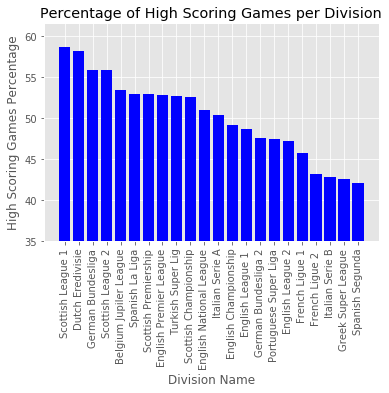 Percentage of High Scoring Games per Division
High Scoring Games Percentage
60
55
50
45
40
35
Scottish League 1
Dutch Eredivisie
German Bundesliga
Scottish League 2
Belgium Jupiler League
Spanish La Liga
Scottish Premiership
English Premier League
Turkish Super Lig
Scottish Championship
English National League
Italian Serie A
English Championship
English League 1
German Bundesliga 2
Portuguese Super Liga
English League 2
French Ligue 1
French Ligue 2
Italian Serie B
Greek Super League
Spanish Segunda
Division Name